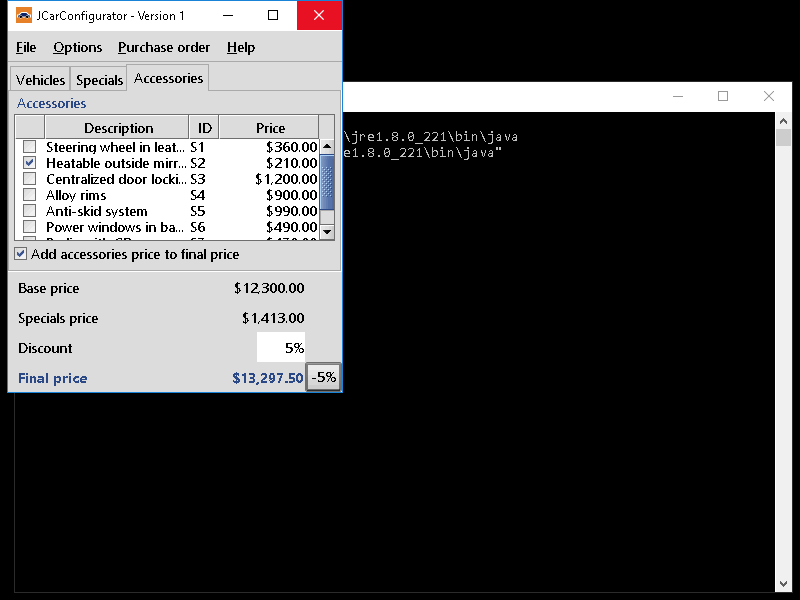 JCarConfigurator - Version 1
File Options Purchase order Help
Vehicles Specials Accessories
Accessories
Description ID Price
Steering wheel in leat... S1 $360.00
Heatable outside mirr... S2 $210.00
Centralized door locki... S3 $1,200.00
Alloy rims S4 $900.00
Anti-skid system S5 $990.00
Power windows in ba... S6 $490.00
Add accessories price to final price
Base price $12,300.00
Specials price $1,413.00
Discount 5%
Final price $13,297.50 -5%
\jre1.8.0_221\bin\java
e1.8.0_221\bin\java"